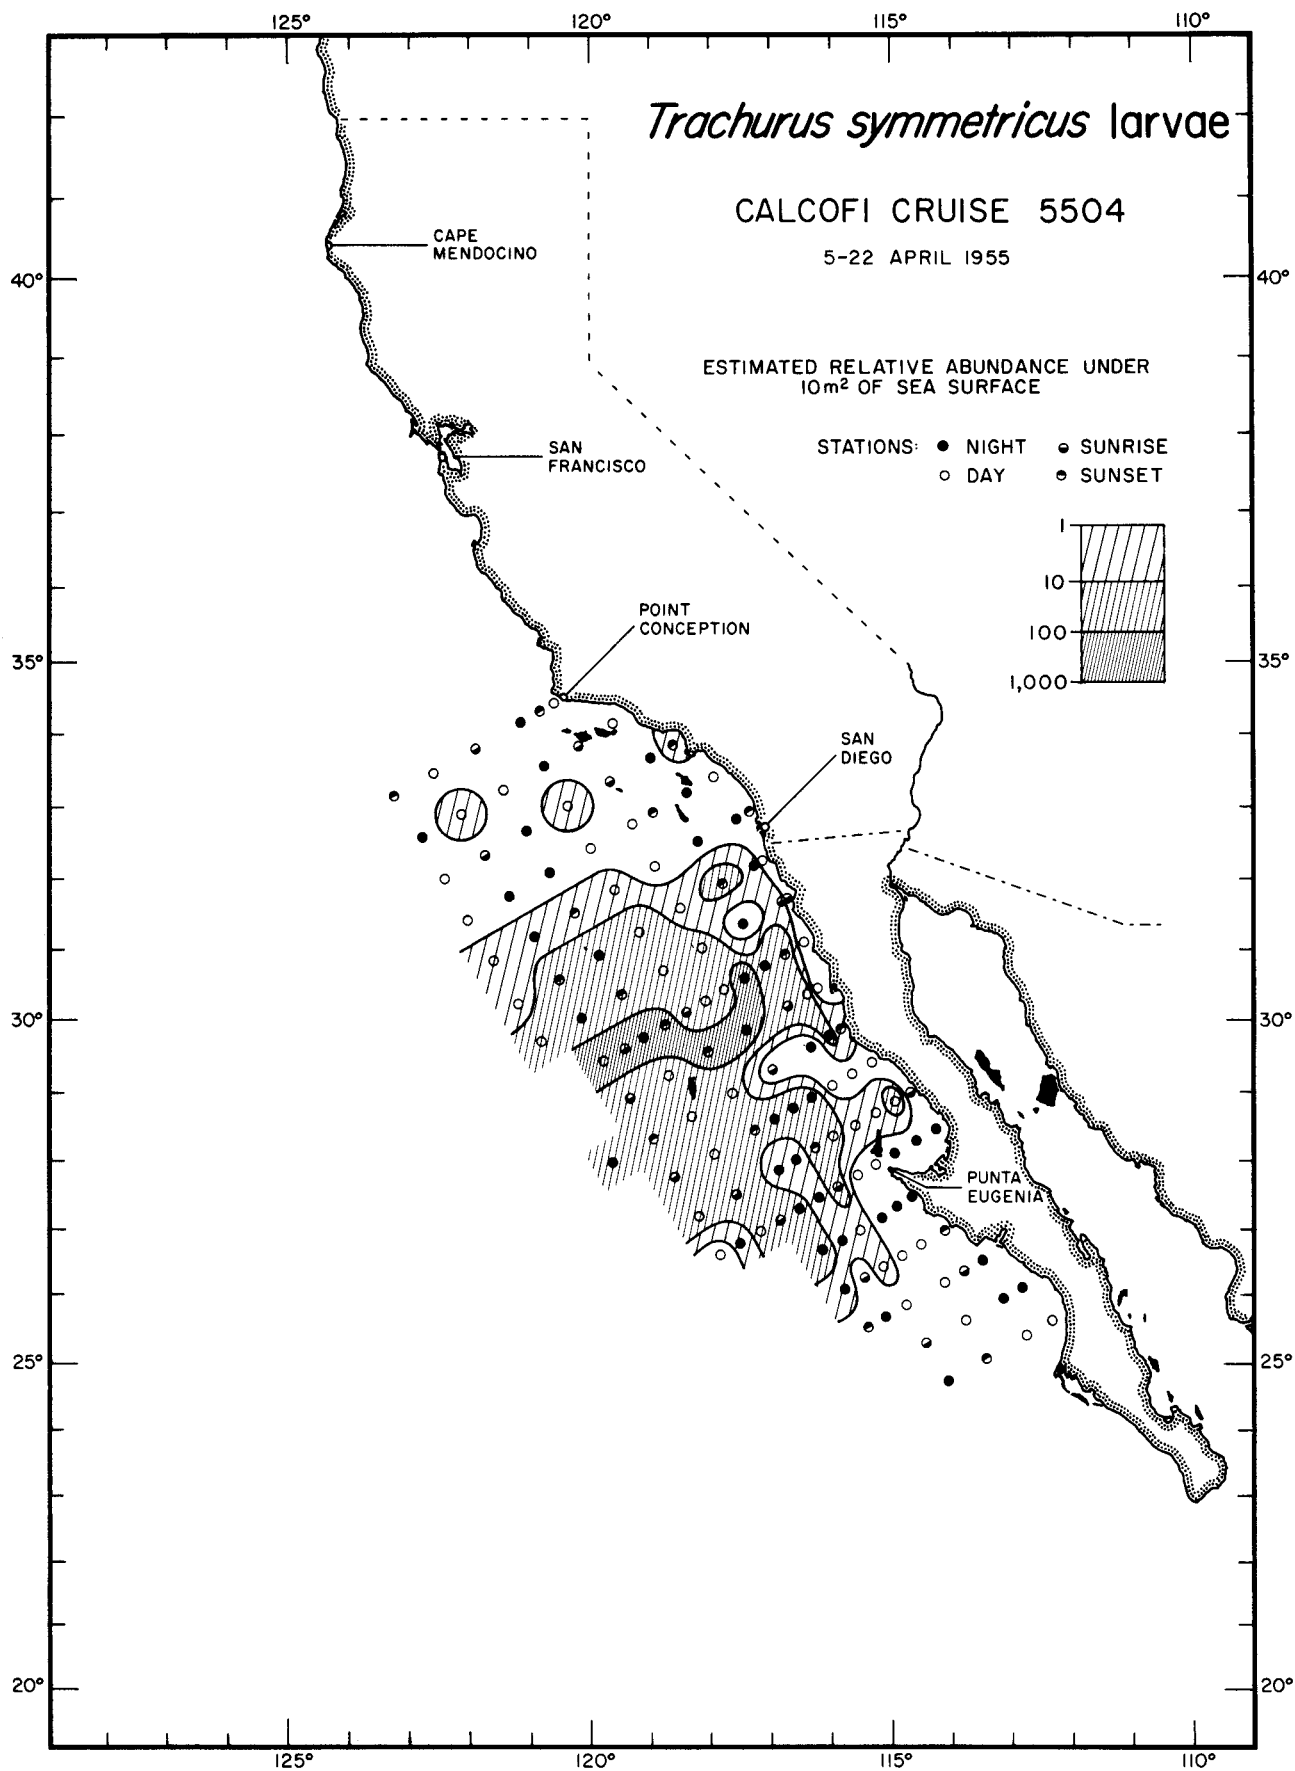 125° 120° 115° 110°
Trachurus symmetricus larvae
CALCOFI CRUISE 5504
5-22 APRIL 1955
CAPE
MENDOCINO
40° 40°
ESTIMATED RELATIVE ABUNDANCE UNDER
10m² OF SEA SURFACE
STATIONS: NIGHT SUNRISE
DAY SUNSET
SAN
FRANCISCO
1
10
100
1,000
POINT
CONCEPTION
35° 35°
SAN
DIEGO
30° 30°
PUNTA
EUGENIA
25° 25°
20° 20°
125° 120° 115° 110°